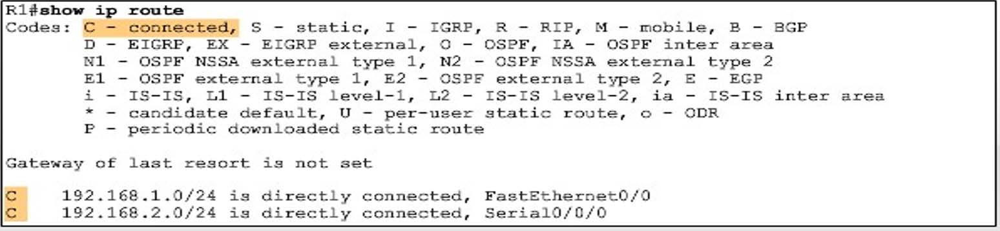 R1#show ip route
Codes: C - connected, S - static, I - IGRP, R - RIP, M - mobile, B - BGP
D - EIGRP, EX - EIGRP external, O - OSPF, IA - OSPF inter area
N1 - OSPF NSSA external type 1, N2 - OSPF NSSA external type 2
E1 - OSPF external type 1, E2 - OSPF external type 2, E - EGP
i - IS-IS, L1 - IS-IS level-1, L2 - IS-IS level-2, ia - IS-IS inter area
* - candidate default, U - per-user static route, o - ODR
P - periodic downloaded static route
Gateway of last resort is not set
C 192.168.1.0/24 is directly connected, FastEthernet0/0
C 192.168.2.0/24 is directly connected, Serial0/0/0